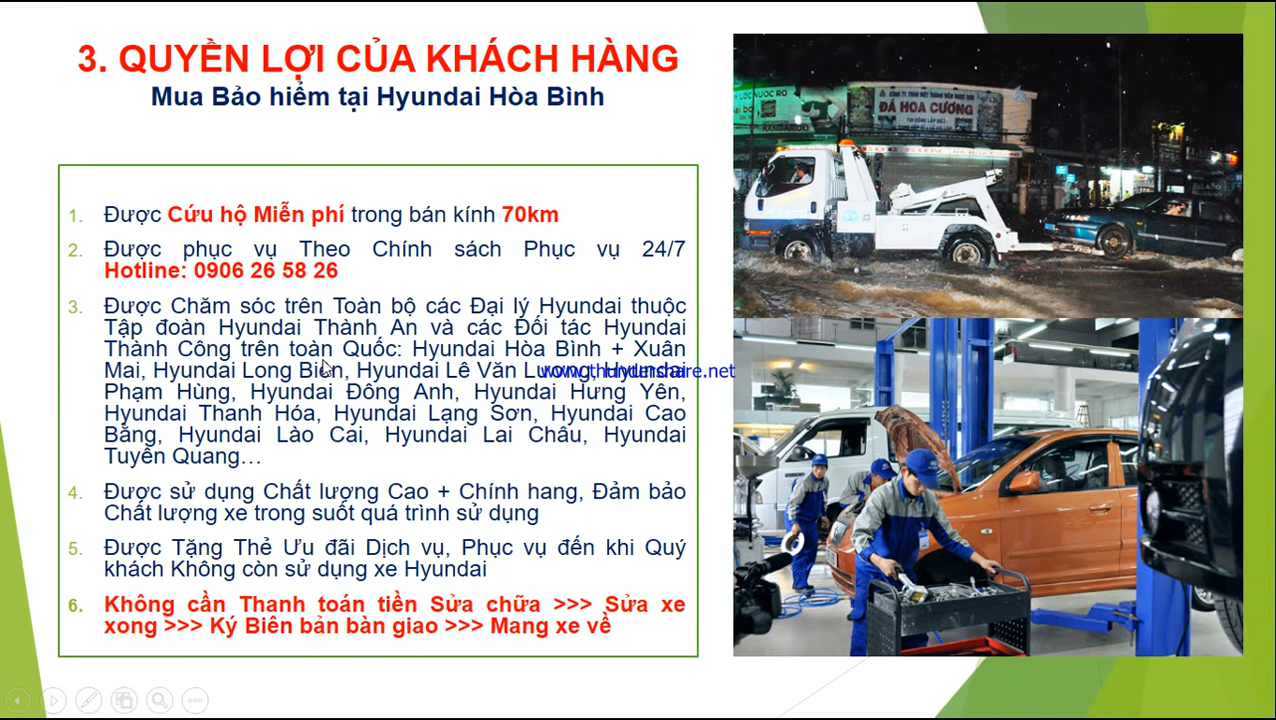 3. QUYỀN LỢI CỦA KHÁCH HÀNG
Mua Bảo hiểm tại Hyundai Hòa Bình
1. Được Cứu hộ Miễn phí trong bán kính 70km
2. Được phục vụ Theo Chính sách Phục vụ 24/7
Hotline: 0906 26 58 26
3. Được Chăm sóc trên Toàn bộ các Đại lý Hyundai thuộc
Tập đoàn Hyundai Thành An và các Đối tác Hyundai
Thành Công trên toàn Quốc: Hyundai Hòa Bình + Xuân
Mai, Hyundai Long Biên, Hyundai Lê Văn Lương, Hyundai
Phạm Hùng, Hyundai Đông Anh, Hyundai Hưng Yên,
Hyundai Thanh Hóa, Hyundai Lạng Sơn, Hyundai Cao
Bằng, Hyundai Lào Cai, Hyundai Lai Châu, Hyundai
Tuyên Quang…
4. Được sử dụng Chất lượng Cao + Chính hang, Đảm bảo
Chất lượng xe trong suốt quá trình sử dụng
5. Được Tặng Thẻ Ưu đãi Dịch vụ, Phục vụ đến khi Quý
khách Không còn sử dụng xe Hyundai
6. Không cần Thanh toán tiền Sửa chữa >>> Sửa xe
xong >>> Ký Biên bản bàn giao >>> Mang xe về
ĐÁ HOA CƯƠNG